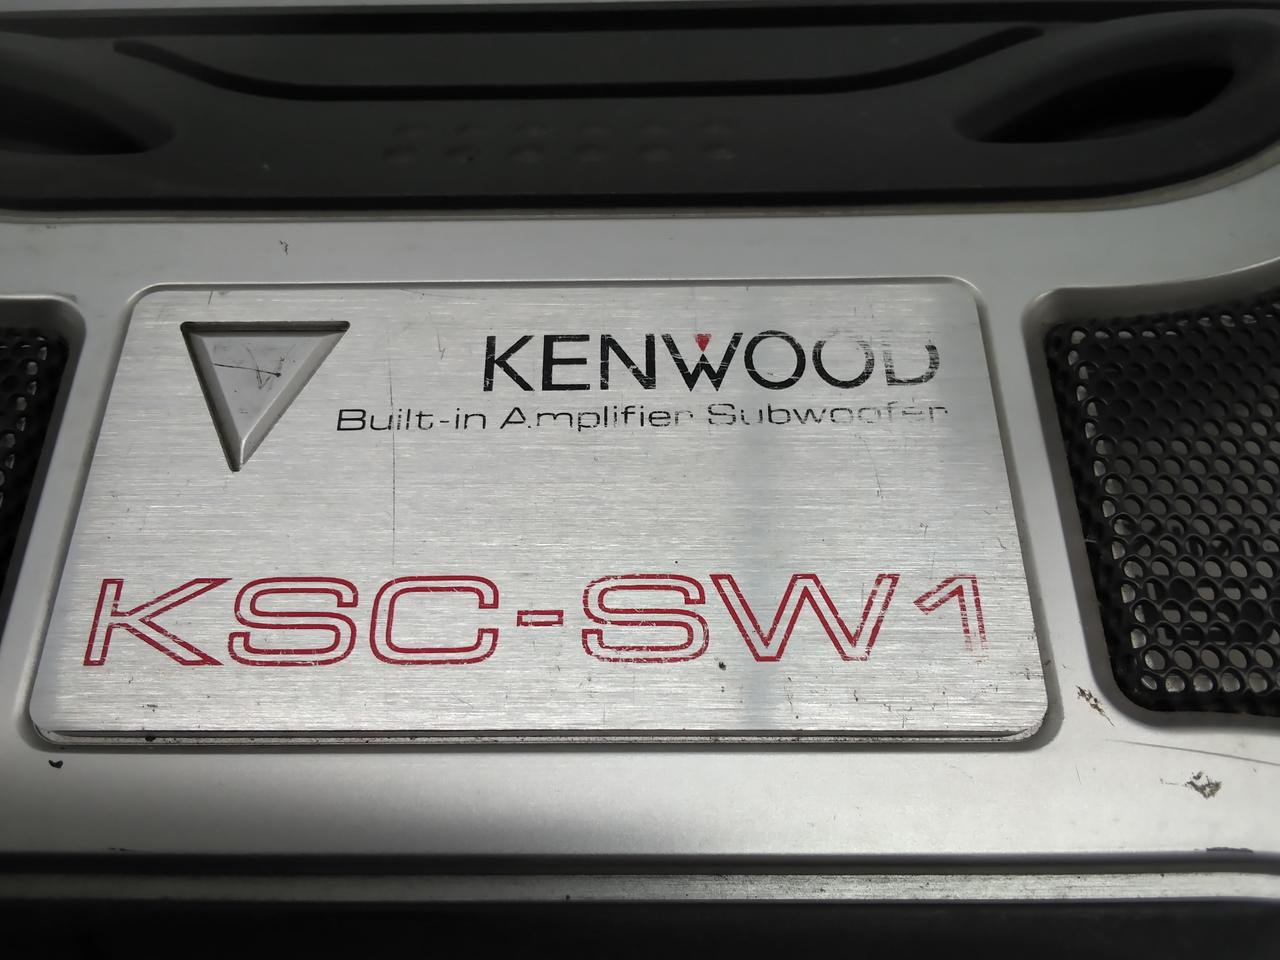 KENWOOD
Built-in Amplifier Subwoofer
KSC-SW1